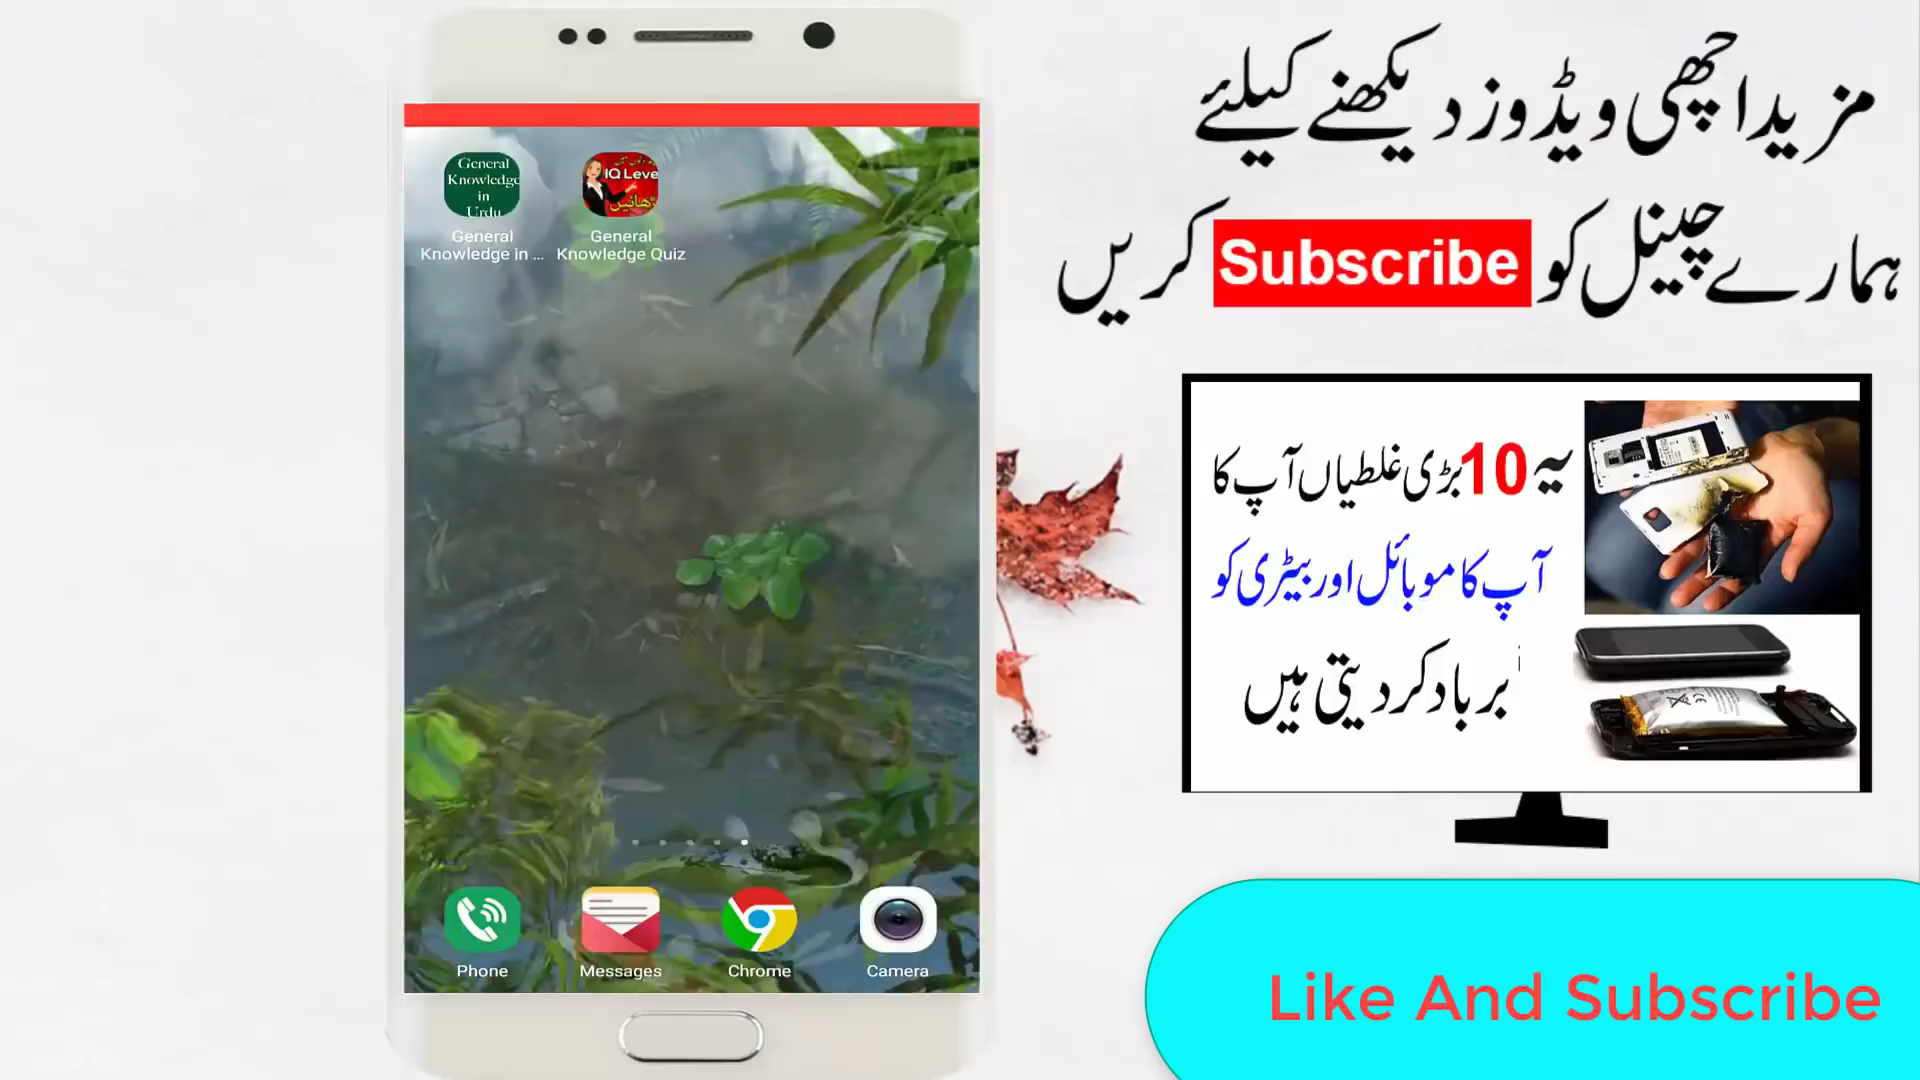 General
Knowledge
in
Urdu
IQ Leve
General
Knowledge in ...
General
Knowledge Quiz
Phone
Messages
Chrome
Camera
مزید اچھی ویڈوز دیکھنے کیلئے
ہمارے چینل کو Subscribe کریں
یہ 10 بڑی غلطیاں آپ کا
آپ کا موبائل اور بیٹری کو
برباد کر دیتی ہیں
Like And Subscribe